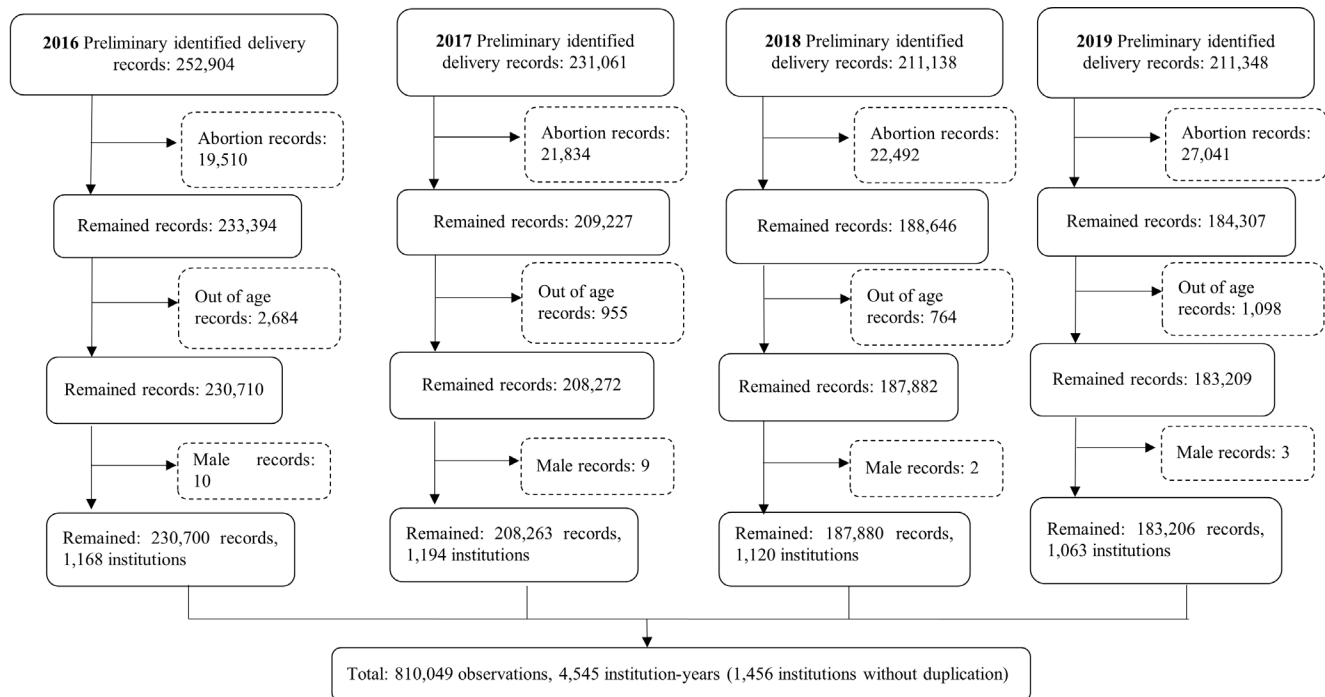 2016 Preliminary identified delivery
records: 252,904
Abortion records:
19,510
Remained records: 233,394
Out of age
records: 2,684
Remained records: 230,710
Male records:
10
Remained: 230,700 records,
1,168 institutions
2017 Preliminary identified
delivery records: 231,061
Abortion records:
21,834
Remained records: 209,227
Out of age
records: 955
Remained records: 208,272
Male records: 9
Remained: 208,263 records,
1,194 institutions
2018 Preliminary identified
delivery records: 211,138
Abortion records:
22,492
Remained records: 188,646
Out of age
records: 764
Remained records: 187,882
Male records: 2
Remained: 187,880 records,
1,120 institutions
2019 Preliminary identified
delivery records: 211,348
Abortion records:
27,041
Remained records: 184,307
Out of age
records: 1,098
Remained records: 183,209
Male records: 3
Remained: 183,206 records,
1,063 institutions
Total: 810,049 observations, 4,545 institution-years (1,456 institutions without duplication)